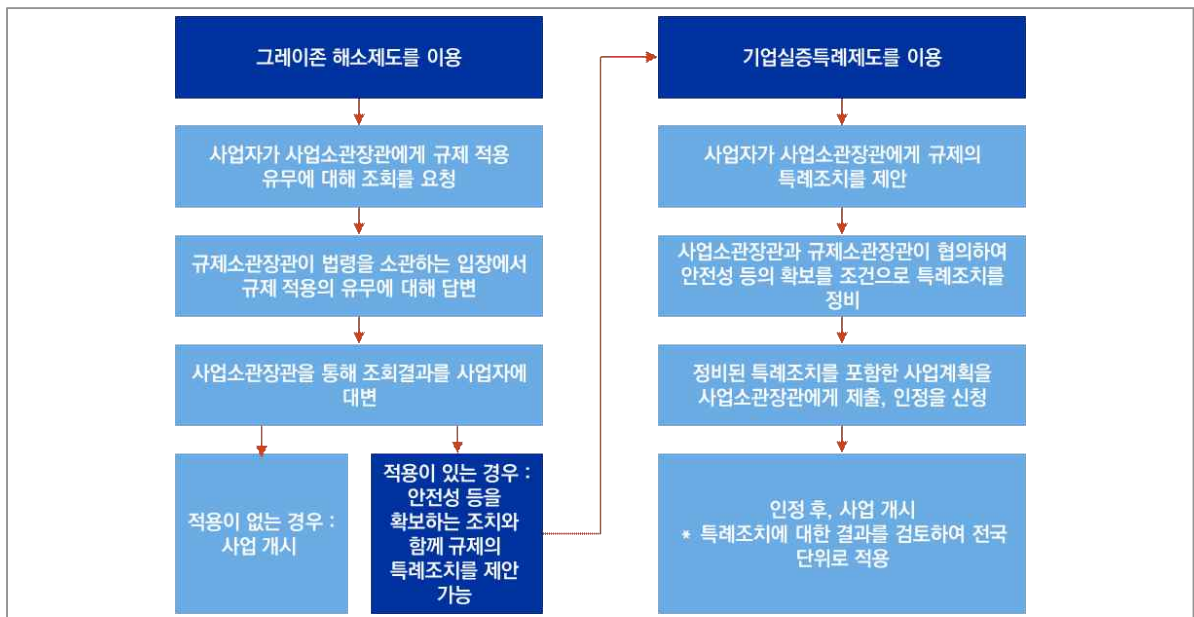 그레이존 해소제도를 이용
사업자가 사업소관장관에게 규제 적용
유무에 대해 조회를 요청
규제소관장관이 법령을 소관하는 입장에서
규제 적용의 유무에 대해 답변
사업소관장관을 통해 조회결과를 사업자에
대변
적용이 없는 경우 :
사업 개시
적용이 있는 경우 :
안전성 등을
확보하는 조치와
함께 규제의
특례조치를 제안
가능
기업실증특례제도를 이용
사업자가 사업소관장관에게 규제의
특례조치를 제안
사업소관장관과 규제소관장관이 협의하여
안전성 등의 확보를 조건으로 특례조치를
정비
정비된 특례조치를 포함한 사업계획을
사업소관장관에게 제출, 인정을 신청
인정 후, 사업 개시
* 특례조치에 대한 결과를 검토하여 전국
단위로 적용